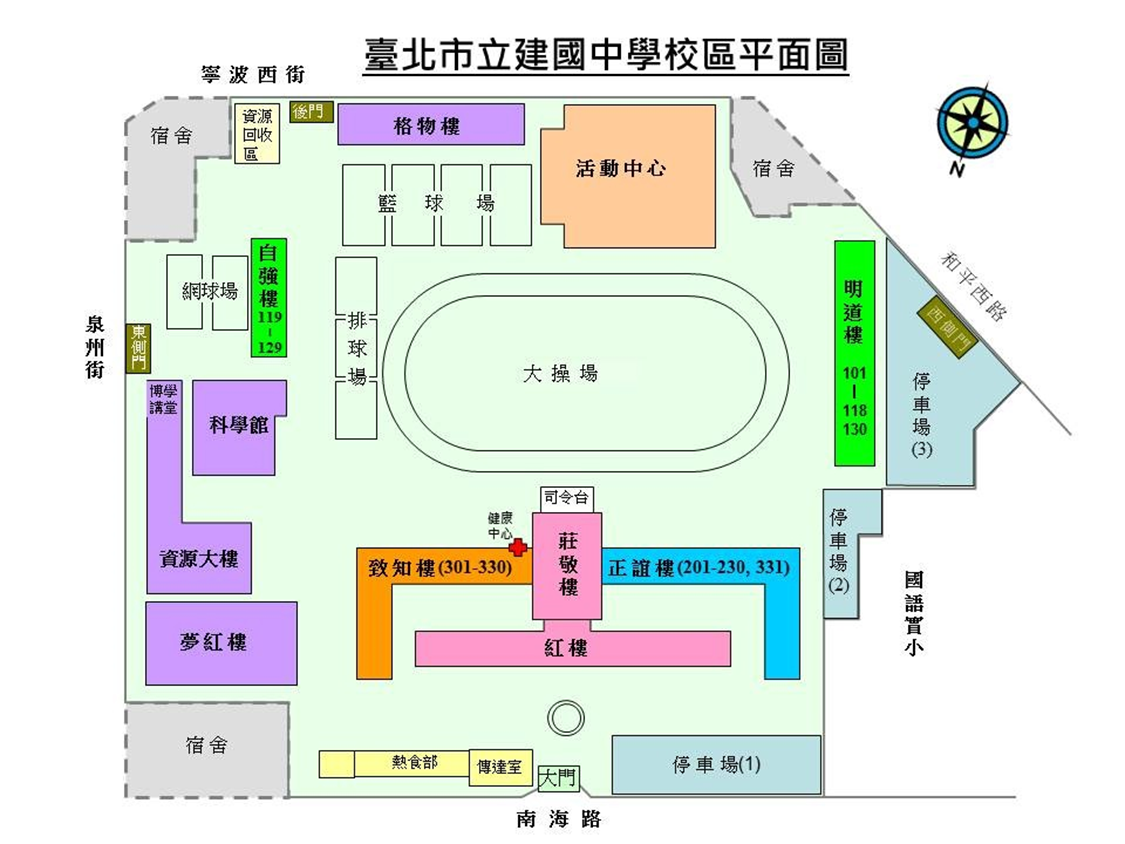 臺北市立建國中學校區平面圖
寧波西街
宿舍
資源
回收
區
後門
格物樓
活動中心
宿舍
N
籃球場
和平西路
西側門
網球場
自強樓
119
|
129
排球場
大操場
明道樓
101
|
118
130
停車場
(3)
泉州街
東側門
博學
講堂
科學館
司令台
健康
中心
莊敬樓
停車場
(2)
資源大樓
致知樓(301-330)
正誼樓(201-230, 331)
國語實小
夢紅樓
紅樓
宿舍
熱食部
傳達室
大門
停車場(1)
南海路